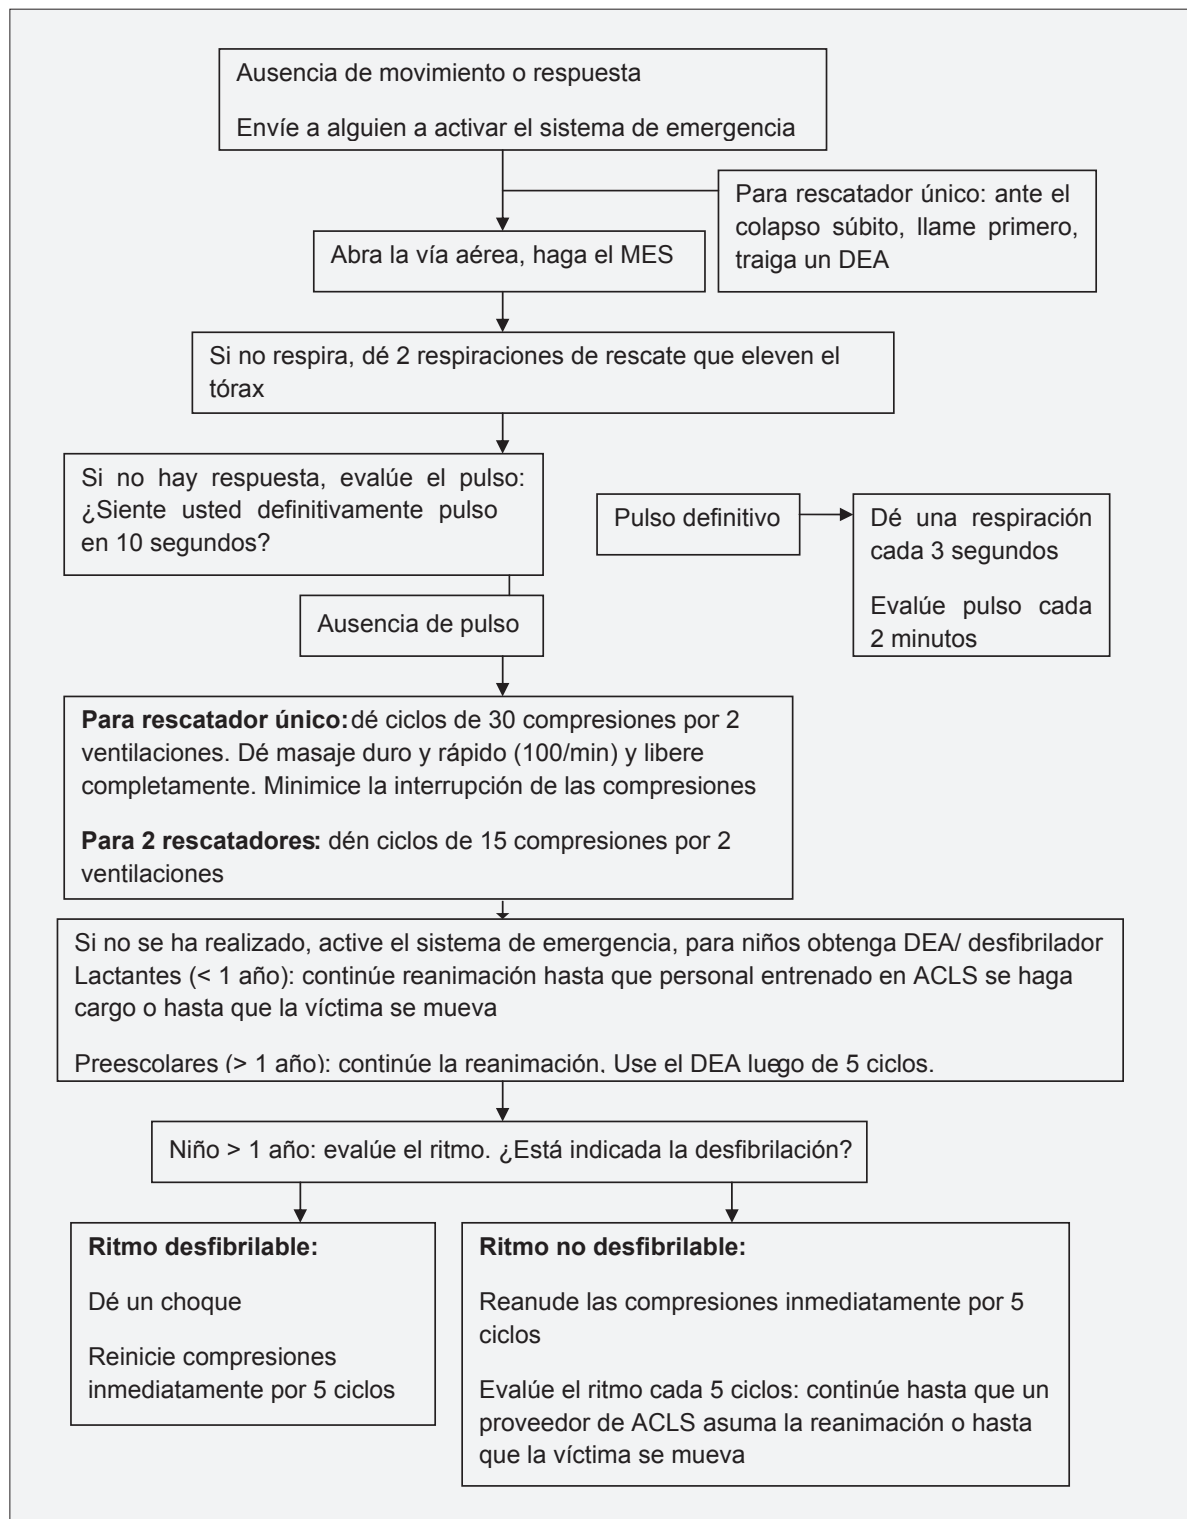 Ausencia de movimiento o respuesta
Envíe a alguien a activar el sistema de emergencia
Para rescatador único: ante el
colapso súbito, llame primero,
traiga un DEA
Abra la vía aérea, haga el MES
Si no respira, dé 2 respiraciones de rescate que eleven el
tórax
Si no hay respuesta, evalúe el pulso:
¿Siente usted definitivamente pulso
en 10 segundos?
Pulso definitivo
Dé una respiración
cada 3 segundos
Evalúe pulso cada
2 minutos
Ausencia de pulso
Para rescatador único: dé ciclos de 30 compresiones por 2
ventilaciones. Dé masaje duro y rápido (100/min) y libere
completamente. Minimice la interrupción de las compresiones
Para 2 rescatadores: dén ciclos de 15 compresiones por 2
ventilaciones
Si no se ha realizado, active el sistema de emergencia, para niños obtenga DEA/ desfibrilador
Lactantes (< 1 año): continúe reanimación hasta que personal entrenado en ACLS se haga
cargo o hasta que la víctima se mueva
Preescolares (> 1 año): continúe la reanimación. Use el DEA luego de 5 ciclos.
Niño > 1 año: evalúe el ritmo. ¿Está indicada la desfibrilación?
Ritmo desfibrilable:
Dé un choque
Reinicie compresiones
inmediatamente por 5 ciclos
Ritmo no desfibrilable:
Reanude las compresiones inmediatamente por 5
ciclos
Evalúe el ritmo cada 5 ciclos: continúe hasta que un
proveedor de ACLS asuma la reanimación o hasta
que la víctima se mueva